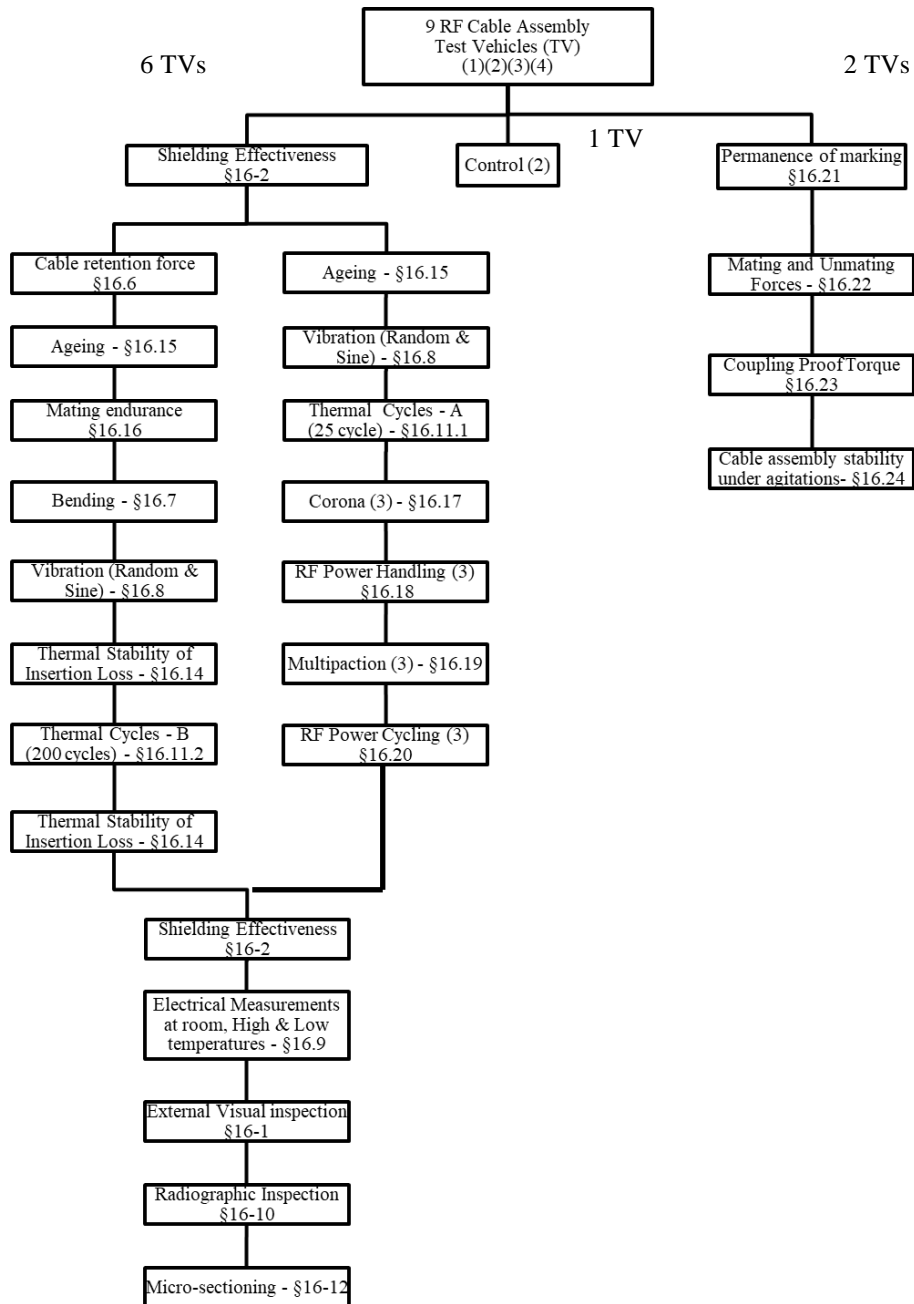 9 RF Cable Assembly
Test Vehicles (TV)
(1)(2)(3)(4)
6 TVs
2 TVs
1 TV
Shielding Effectiveness
§16-2
Control (2)
Permanence of marking
§16.21
Cable retention force
§16.6
Ageing - §16.15
Mating endurance
§16.16
Bending - §16.7
Vibration (Random &
Sine) - §16.8
Thermal Stability of
Insertion Loss - §16.14
Thermal Cycles - B
(200 cycles) - §16.11.2
Thermal Stability of
Insertion Loss - §16.14
Ageing - §16.15
Vibration (Random &
Sine) - §16.8
Thermal Cycles - A
(25 cycle) - §16.11.1
Corona (3) - §16.17
RF Power Handling (3)
§16.18
Multipaction (3) - §16.19
RF Power Cycling (3)
§16.20
Mating and Unmating
Forces - §16.22
Coupling Proof Torque
§16.23
Cable assembly stability
under agitations- §16.24
Shielding Effectiveness
§16-2
Electrical Measurements
at room, High & Low
temperatures - §16.9
External Visual inspection
§16-1
Radiographic Inspection
§16-10
Micro-sectioning - §16-12